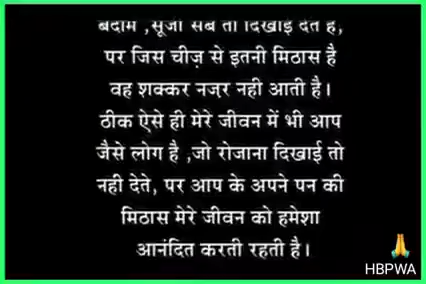 बदाम ,सूजी सब तो दिखाई देते है,
पर जिस चीज़ से इतनी मिठास है
वह शक्कर नज़र नही आती है।
ठीक ऐसे ही मेरे जीवन में भी आप
जैसे लोग है ,जो रोजाना दिखाई तो
नही देते, पर आप के अपने पन की
मिठास मेरे जीवन को हमेशा
आनंदित करती रहती है।
🙏
HBPWA